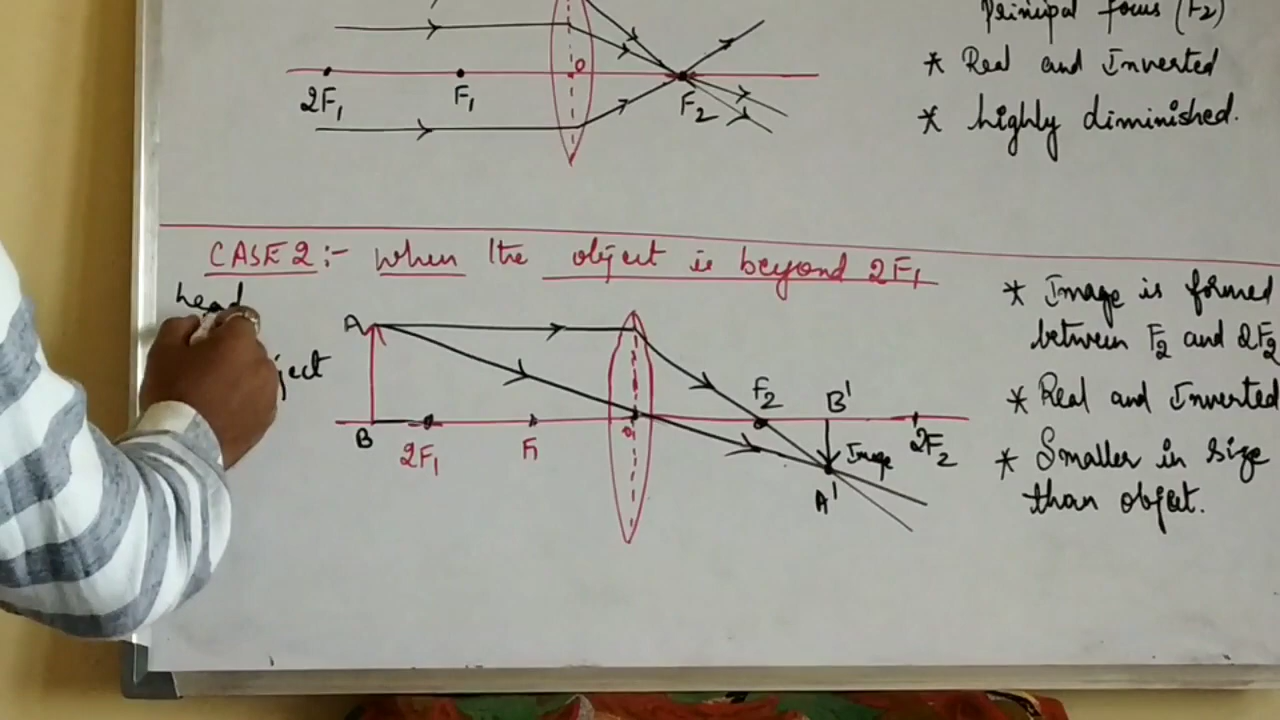 Principal focus (F2)
* Real and Inverted
* highly diminished.
2F1 F1 O F2
CASE 2:- when the object is beyond 2F1
* Image is formed
between F2 and 2F2
* Real and Inverted
* Smaller in size
than object.
head
A
B 2F1 F1 O F2 B' 2F2
Image
A'